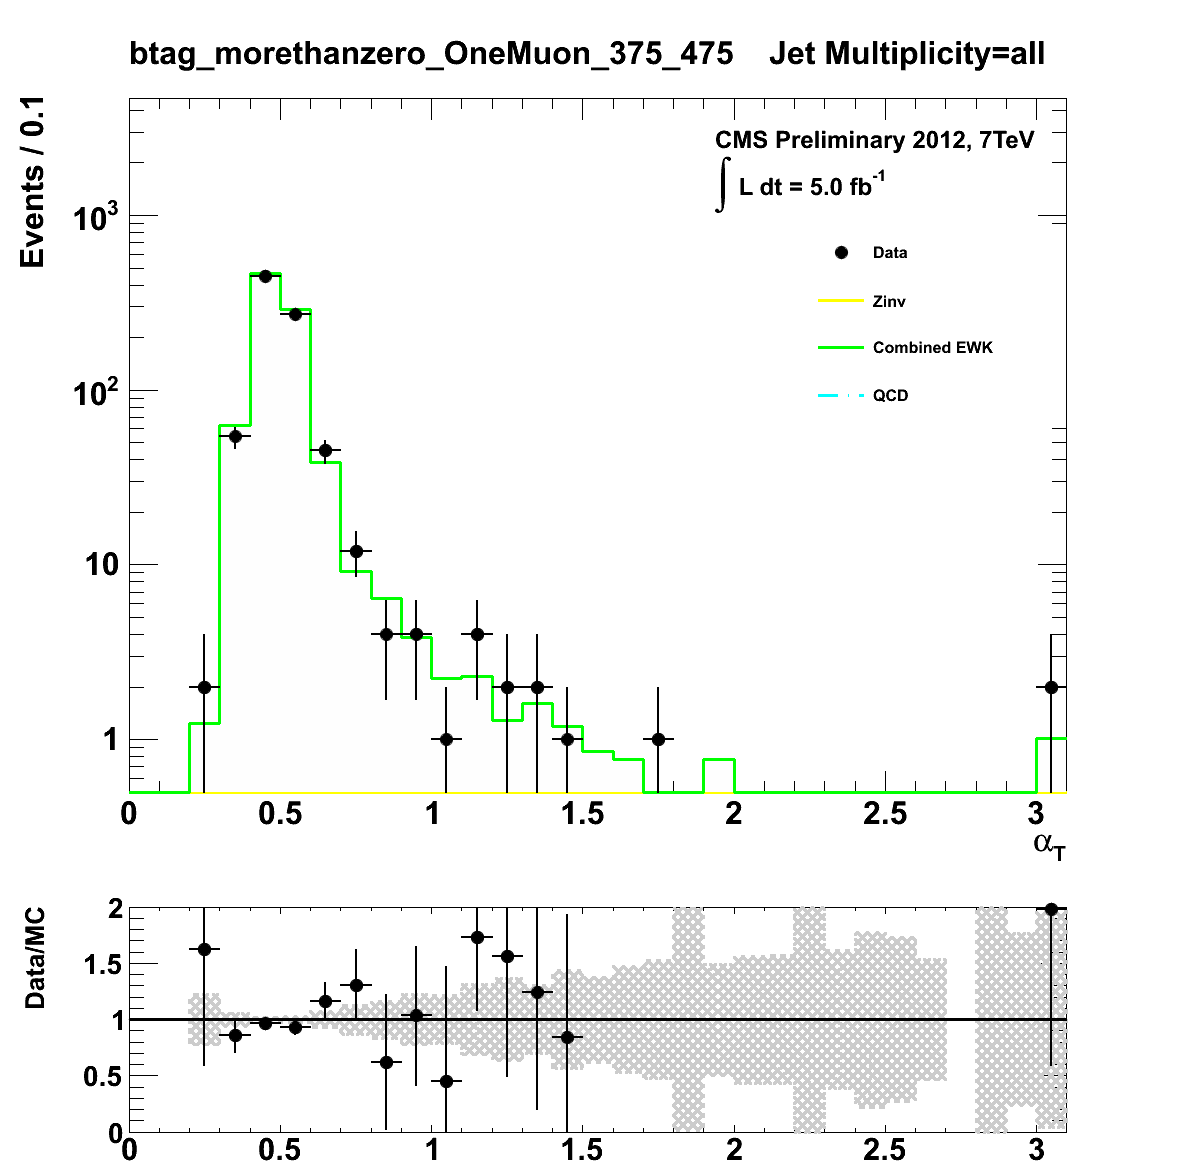 btag_morethanzero_OneMuon_375_475 Jet Multiplicity=all
Events / 0.1
CMS Preliminary 2012, 7TeV
∫ L dt = 5.0 fb⁻¹
Data
Zinv
Combined EWK
QCD
10³
10²
10
1
0 0.5 1 1.5 2 2.5 3
α_T
Data/MC
2
1.5
1
0.5
0
0 0.5 1 1.5 2 2.5 3